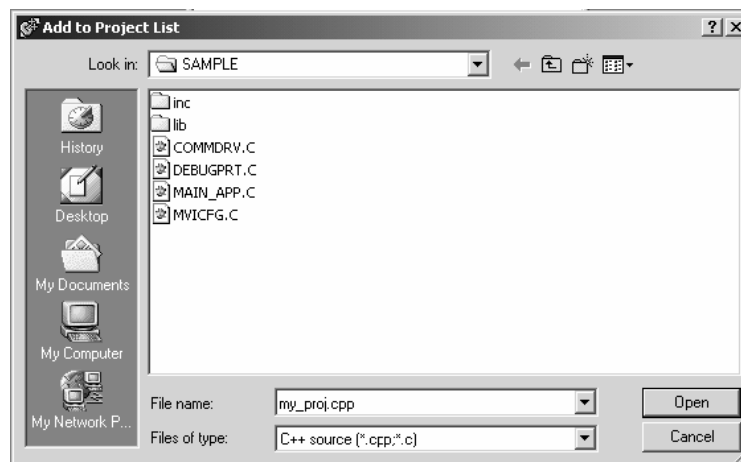 Add to Project List
Look in: SAMPLE
inc
lib
COMMDRV.C
DEBUGPRT.C
MAIN_APP.C
MVICFG.C
History
Desktop
My Documents
My Computer
My Network P...
File name: my_proj.cpp Open
Files of type: C++ source (*.cpp;*.c) Cancel